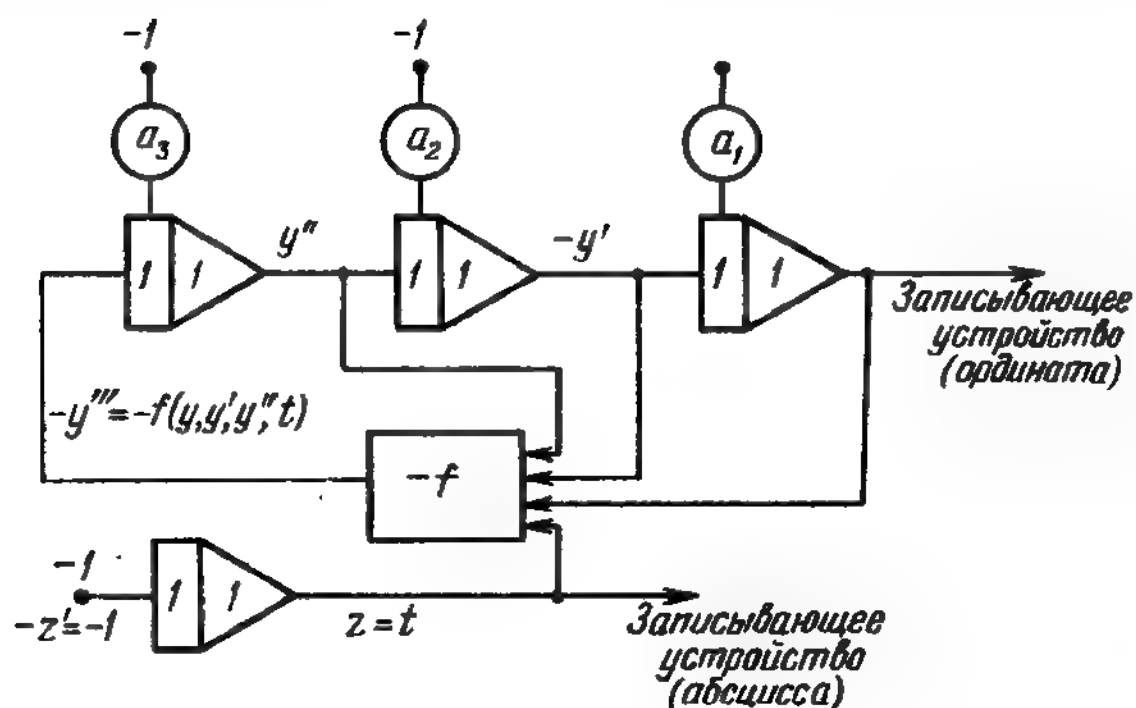 -1
-1
a₃
a₂
a₁
1
1
y″
1
1
-y′
1
1
Записывающее
устройство
(ордината)
-y‴=-f(y,y′,y″,t)
-f
-1
-z′=-1
1
1
z=t
Записывающее
устройство
(абсцисса)